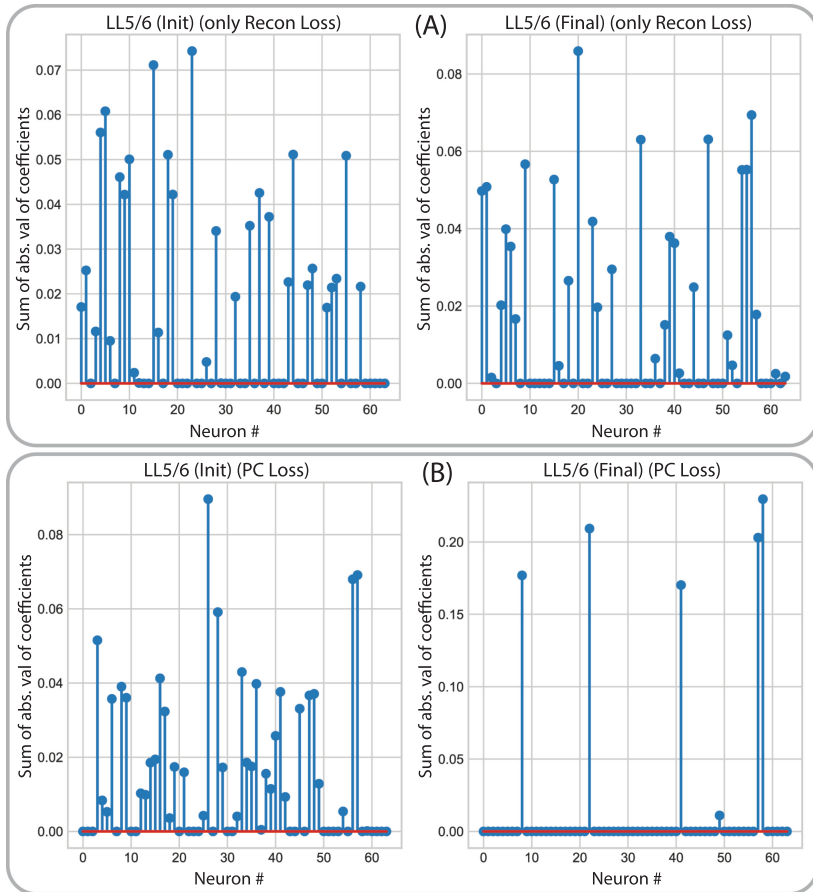 LL5/6 (Init) (only Recon Loss)
(A)
LL5/6 (Final) (only Recon Loss)
Sum of abs. val of coefficients
0.07
0.06
0.05
0.04
0.03
0.02
0.01
0.00
0 10 20 30 40 50 60
Neuron #
Sum of abs. val of coefficients
0.08
0.06
0.04
0.02
0.00
0 10 20 30 40 50 60
Neuron #
LL5/6 (Init) (PC Loss)
(B)
LL5/6 (Final) (PC Loss)
Sum of abs. val of coefficients
0.08
0.06
0.04
0.02
0.00
0 10 20 30 40 50 60
Neuron #
Sum of abs. val of coefficients
0.20
0.15
0.10
0.05
0.00
0 10 20 30 40 50 60
Neuron #